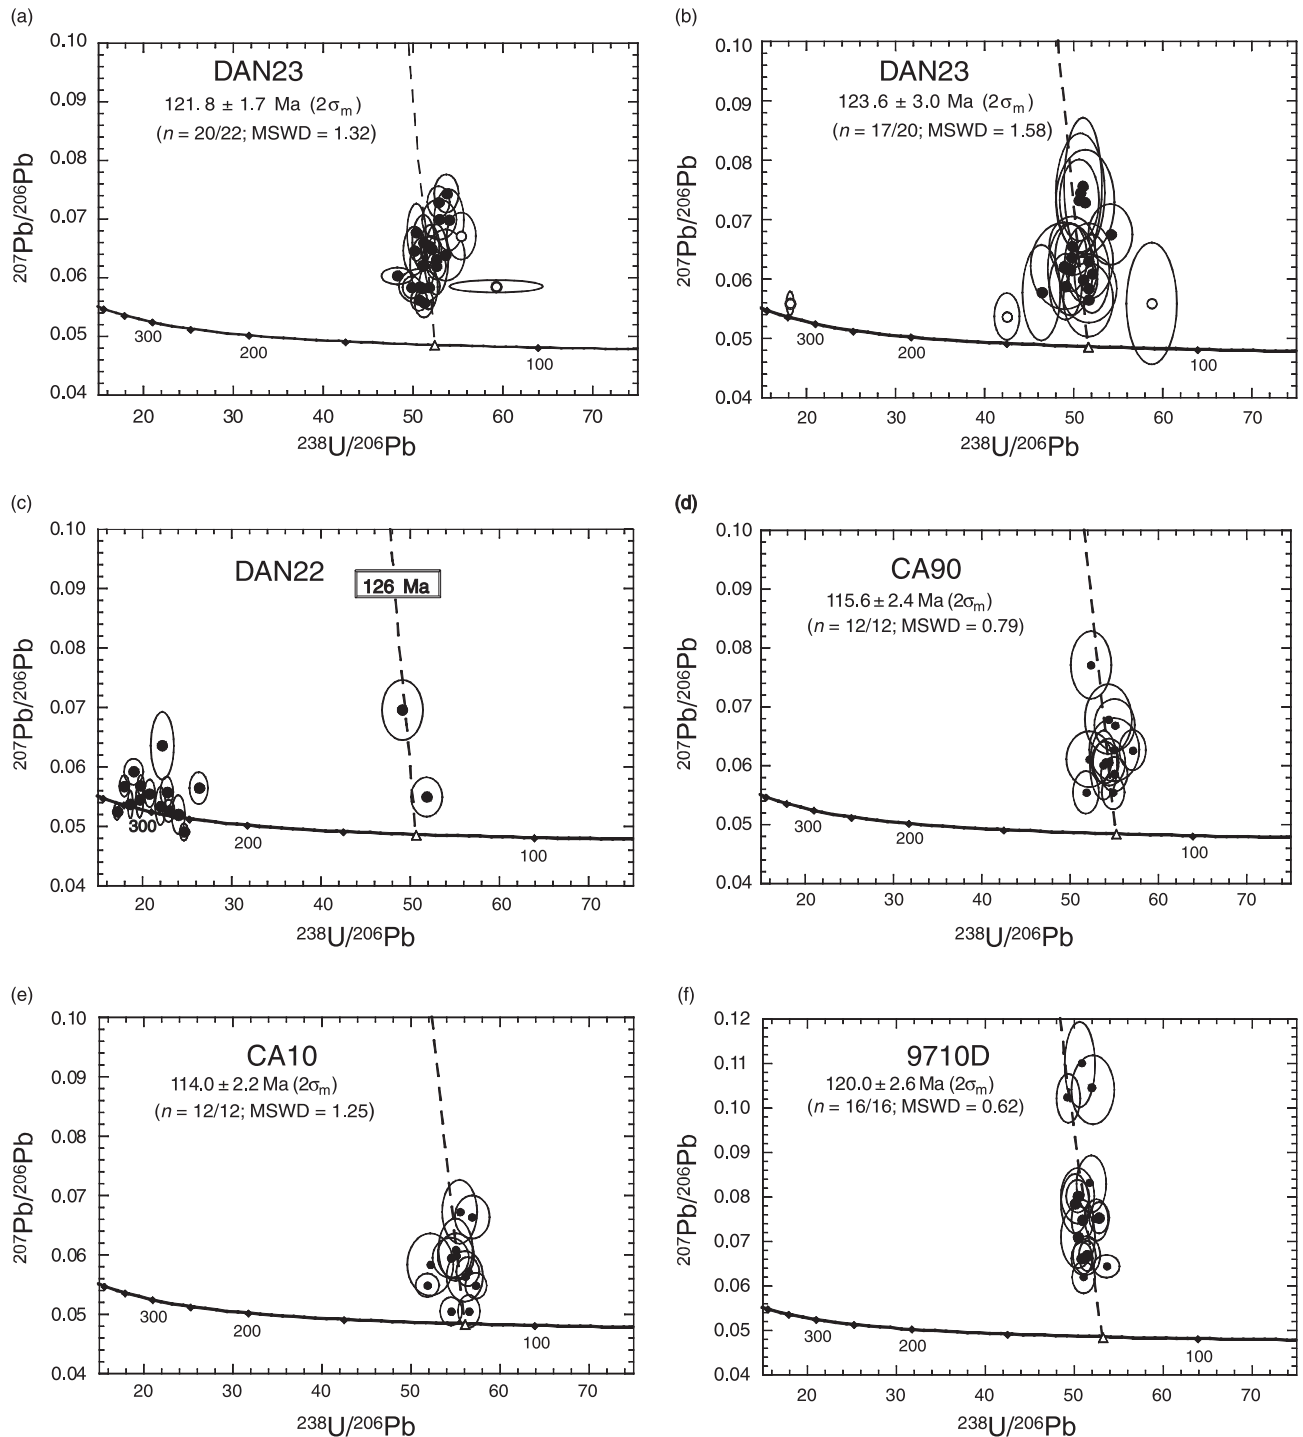 (a)
0.10
0.09
0.08
0.07
0.06
0.05
0.04
207Pb/206Pb
DAN23
121.8 ± 1.7 Ma (2σm)
(n = 20/22; MSWD = 1.32)
300
200
100
20 30 40 50 60 70
238U/206Pb
(b)
0.10
0.09
0.08
0.07
0.06
0.05
0.04
207Pb/206Pb
DAN23
123.6 ± 3.0 Ma (2σm)
(n = 17/20; MSWD = 1.58)
300
200
100
20 30 40 50 60 70
238U/206Pb
(c)
0.10
0.09
0.08
0.07
0.06
0.05
0.04
207Pb/206Pb
DAN22
126 Ma
300
200
100
20 30 40 50 60 70
238U/206Pb
(d)
0.10
0.09
0.08
0.07
0.06
0.05
0.04
207Pb/206Pb
CA90
115.6 ± 2.4 Ma (2σm)
(n = 12/12; MSWD = 0.79)
300
200
100
20 30 40 50 60 70
238U/206Pb
(e)
0.10
0.09
0.08
0.07
0.06
0.05
0.04
207Pb/206Pb
CA10
114.0 ± 2.2 Ma (2σm)
(n = 12/12; MSWD = 1.25)
300
200
100
20 30 40 50 60 70
238U/206Pb
(f)
0.12
0.11
0.10
0.09
0.08
0.07
0.06
0.05
0.04
207Pb/206Pb
9710D
120.0 ± 2.6 Ma (2σm)
(n = 16/16; MSWD = 0.62)
300
200
100
20 30 40 50 60 70
238U/206Pb